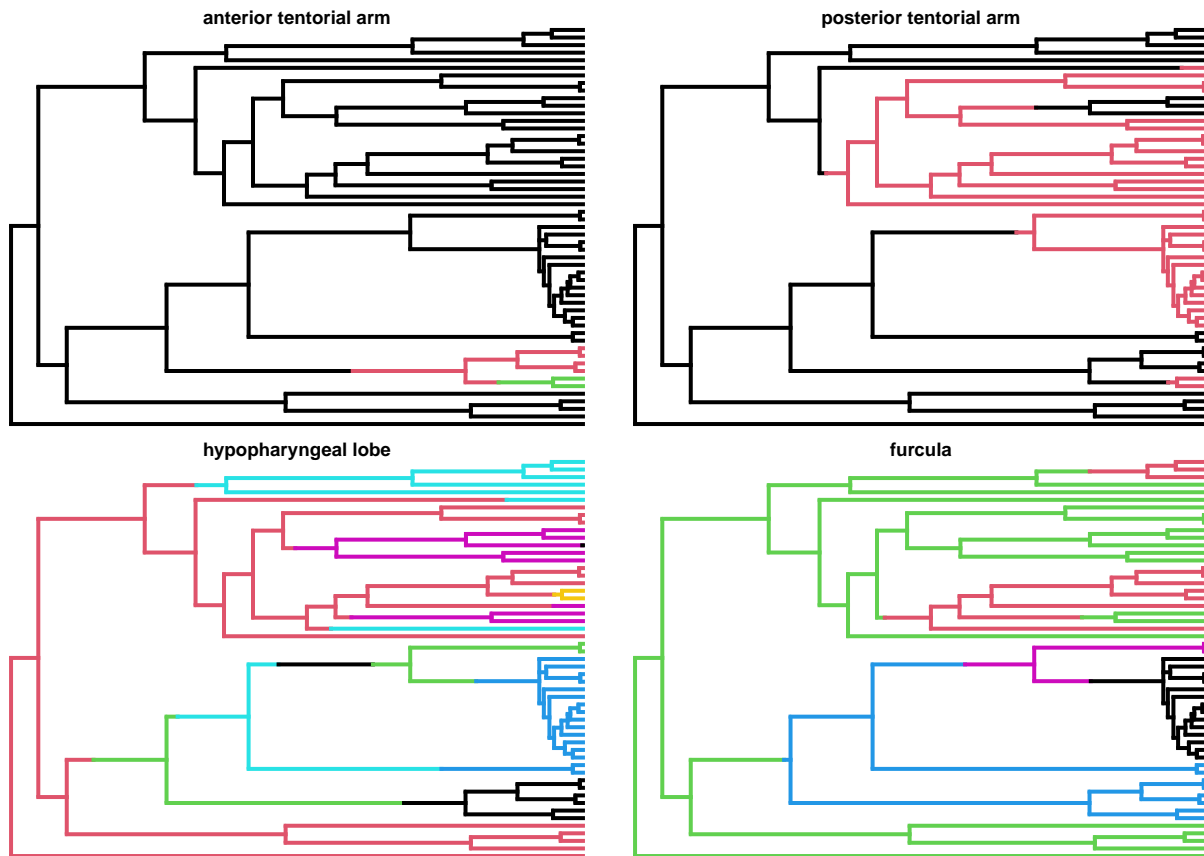 anterior tentorial arm
posterior tentorial arm
hypopharyngeal lobe
furcula